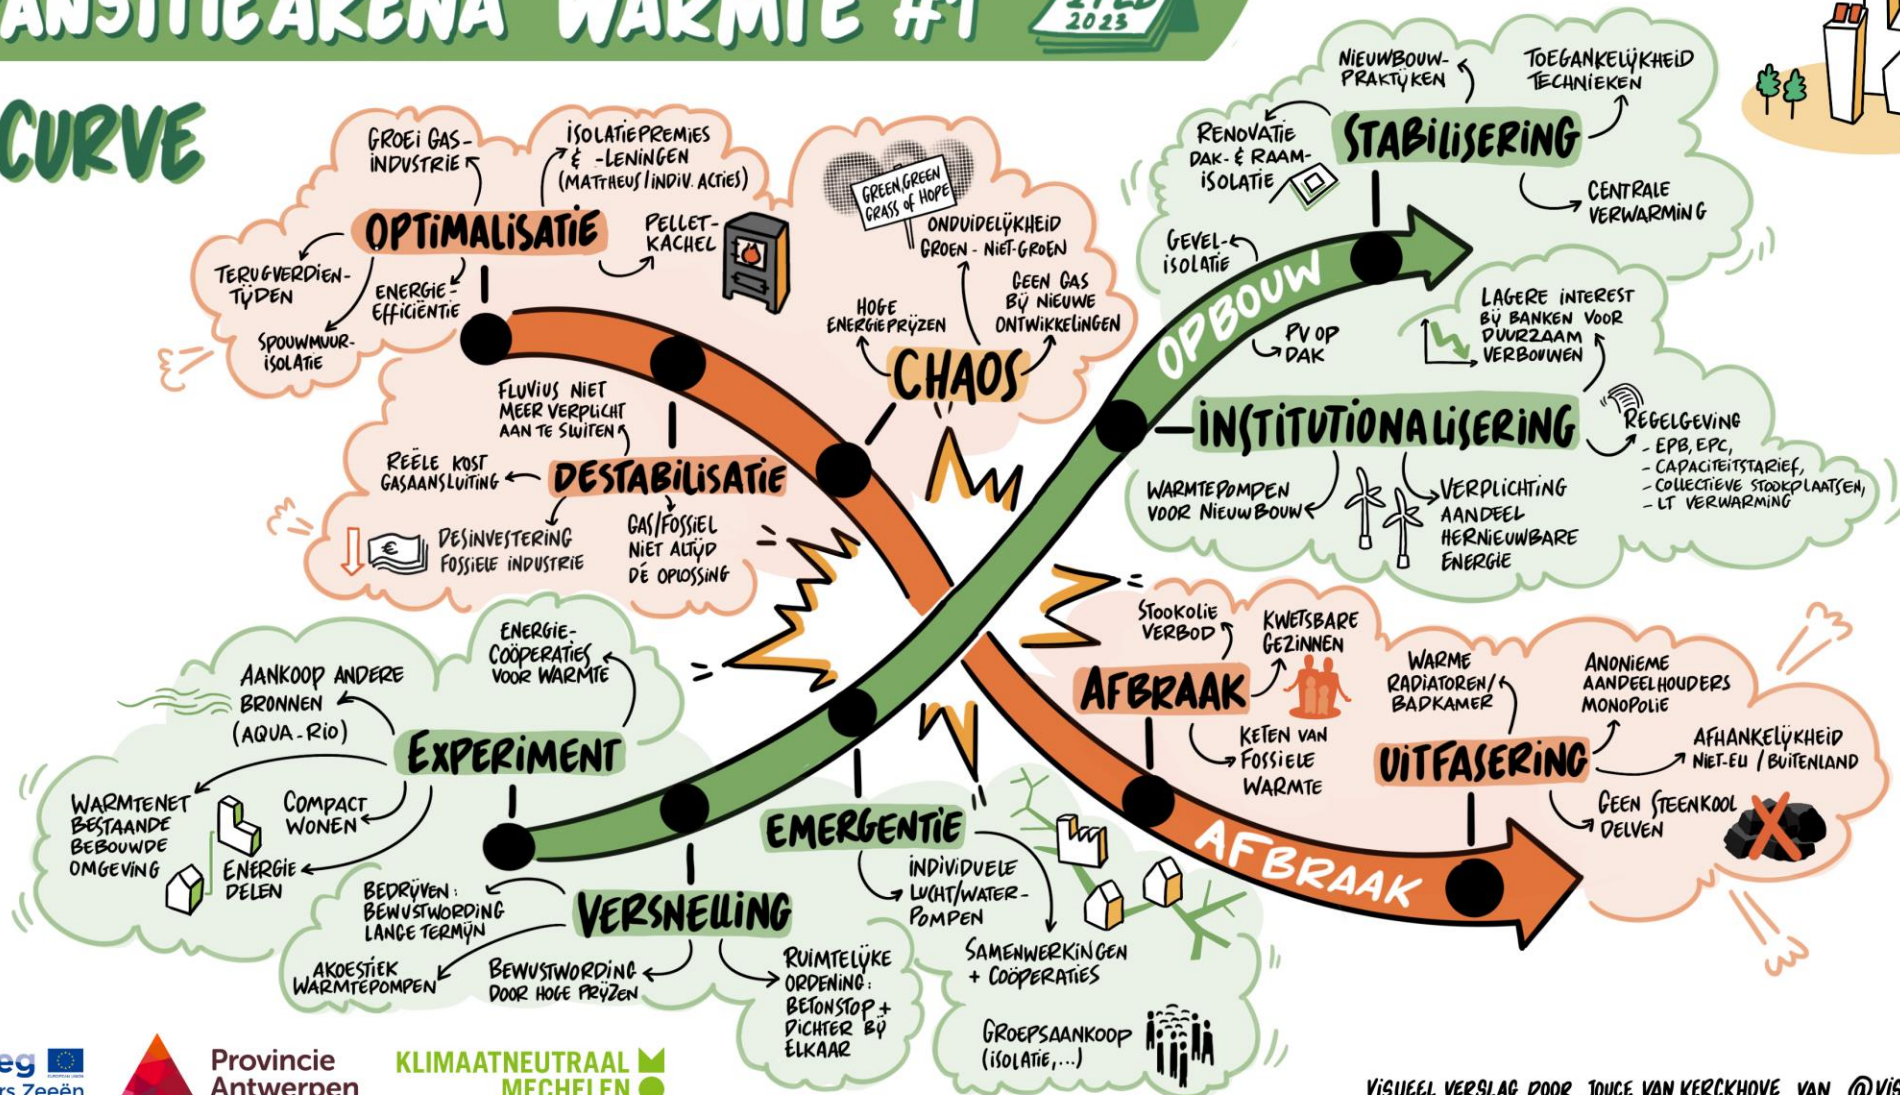 WARMTE #1
2023
CURVE
GROEI GAS-
INDUSTRIE
ISOLATIEPREMIES
& -LENINGEN
(MATTHEUS/INDIV. ACTIES)
OPTIMALISATIE
PELLET-
KACHEL
TERUGVERDIEN-
TIJDEN
ENERGIE-
EFFICIËNTIE
SPOUWMUUR-
ISOLATIE
GREEN, GREEN
GRASS OF HOPE
ONDUIDELIJKHEID
GROEN - NIET-GROEN
HOGE
ENERGIEPRIJZEN
GEEN GAS
BIJ NIEUWE
ONTWIKKELINGEN
CHAOS
FLUVIUS NIET
MEER VERPLICHT
AAN TE SLUITEN
REËLE KOST
GASAANSLUITING
DESTABILISATIE
DESINVESTERING
FOSSIELE INDUSTRIE
€
GAS/FOSSIEL
NIET ALTIJD
DÉ OPLOSSING
NIEUWBOUW-
PRAKTIJKEN
TOEGANKELIJKHEID
TECHNIEKEN
RENOVATIE
DAK- & RAAM-
ISOLATIE
STABILISERING
CENTRALE
VERWARMING
GEVEL-
ISOLATIE
OPBOUW
PV OP
DAK
LAGERE INTEREST
BIJ BANKEN VOOR
DUURZAAM
VERBOUWEN
INSTITUTIONALISERING
REGELGEVING
- EPB, EPC,
- CAPACITEITSTARIEF,
- COLLECTIEVE STOOKPLAATSEN,
- LT VERWARMING
WARMTEPOMPEN
VOOR NIEUWBOUW
VERPLICHTING
AANDEEL
HERNIEUWBARE
ENERGIE
ENERGIE-
COÖPERATIES
VOOR WARMTE
AANKOOP ANDERE
BRONNEN
(AQUA-RIO)
EXPERIMENT
WARMTENET
BESTAANDE
BEBOUWDE
OMGEVING
COMPACT
WONEN
ENERGIE
DELEN
BEDRIJVEN:
BEWUSTWORDING
LANGE TERMIJN
VERSNELLING
AKOESTIEK
WARMTEPOMPEN
BEWUSTWORDING
DOOR HOGE PRIJZEN
RUIMTELIJKE
ORDENING:
BETONSTOP +
DICHTER BIJ
ELKAAR
EMERGENTIE
INDIVIDUELE
LUCHT/WATER-
POMPEN
SAMENWERKINGEN
+ COÖPERATIES
GROEPSAANKOOP
(ISOLATIE,...)
STOOKOLIE
VERBOD
KWETSBARE
GEZINNEN
AFBRAAK
KETEN VAN
FOSSIELE
WARMTE
WARME
RADIATOREN/
BADKAMER
ANONIEME
AANDEELHOUDERS
MONOPOLIE
UITFASERING
AFHANKELIJKHEID
NIET-EU / BUITENLAND
GEEN STEENKOOL
DELVEN
AFBRAAK
Provincie
Antwerpen
KLIMAATNEUTRAAL
MECHELEN
VISUEEL VERSLAG DOOR JOYCE VAN KERCKHOVE VAN